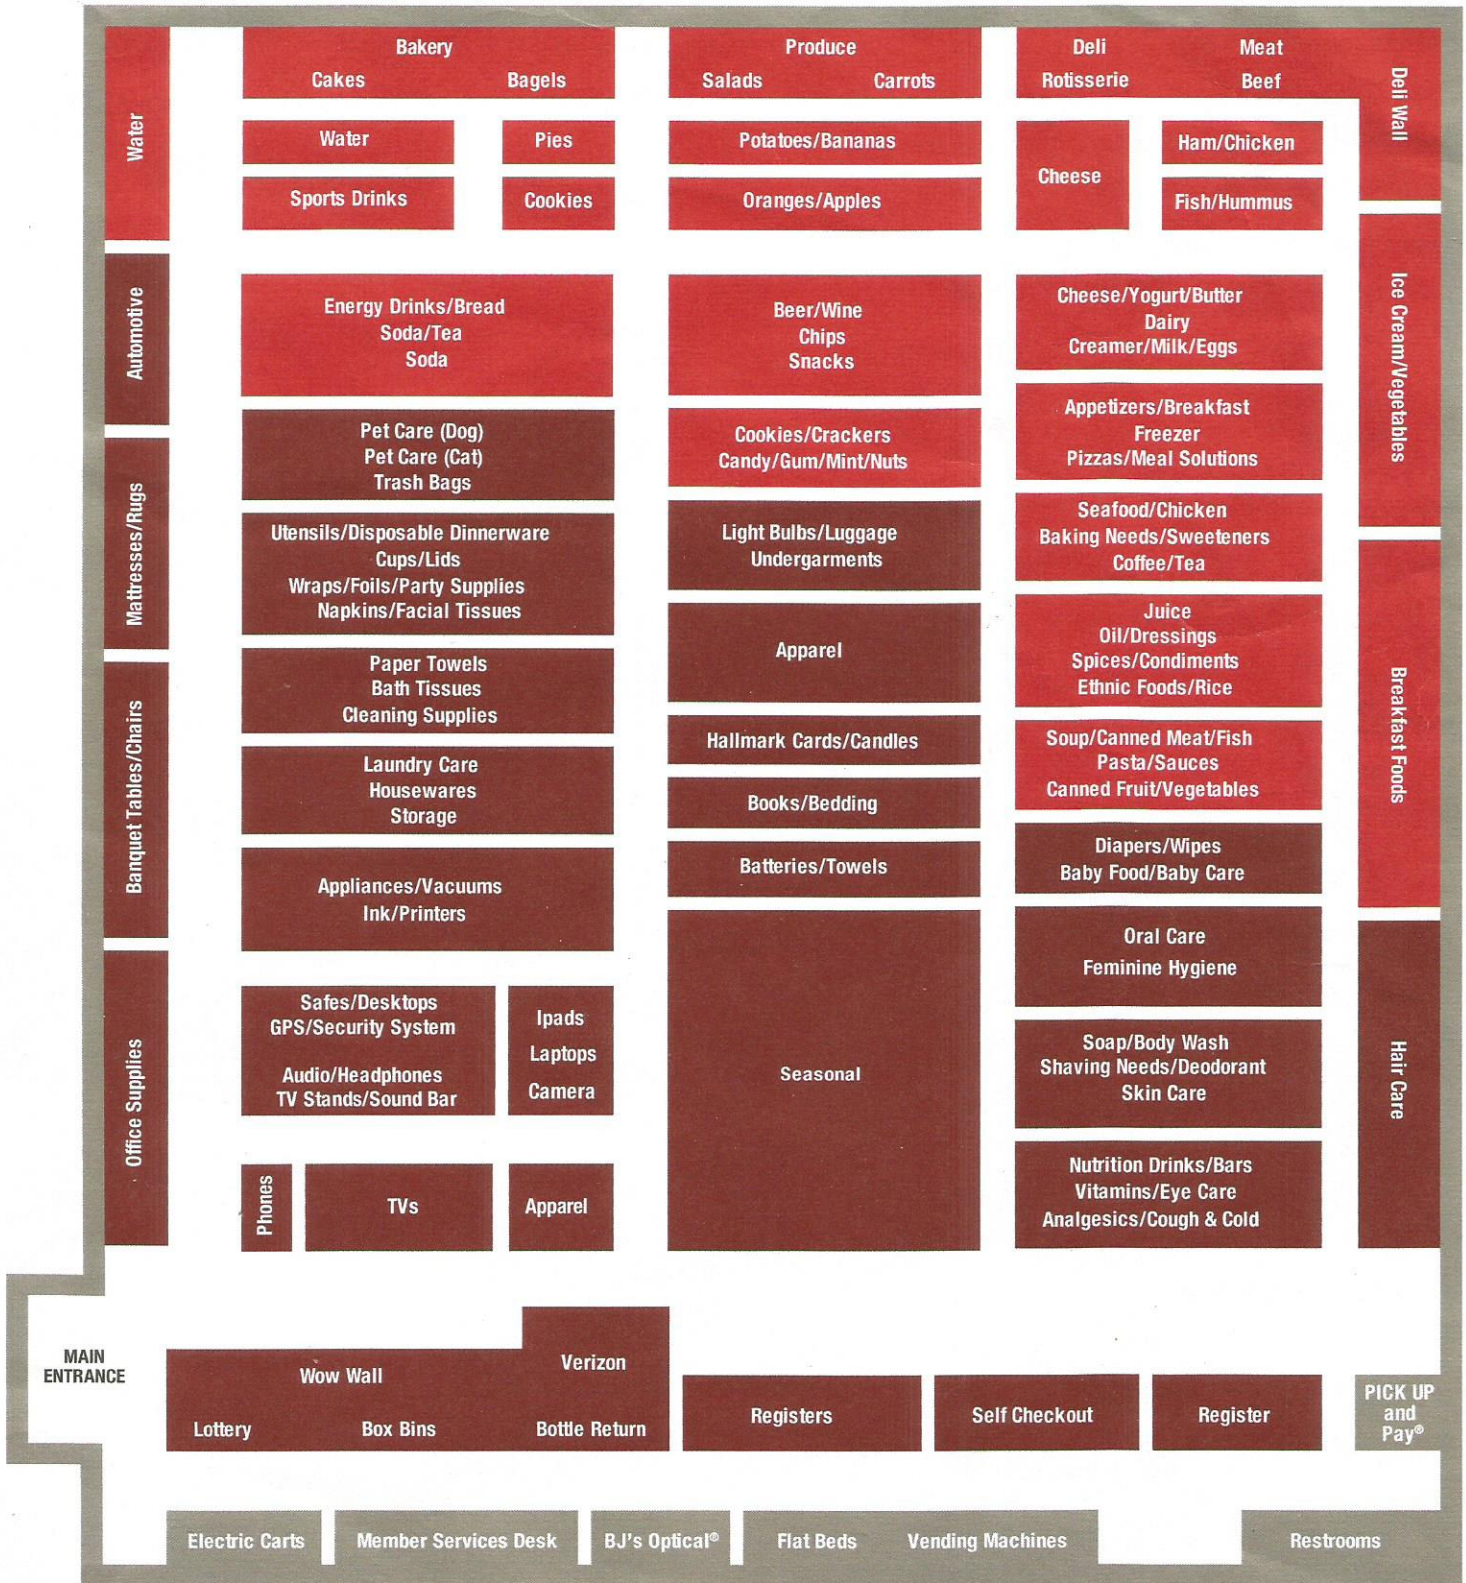 Water
Automotive
Mattresses/Rugs
Banquet Tables/Chairs
Office Supplies
Bakery
Cakes Bagels
Water
Pies
Sports Drinks
Cookies
Energy Drinks/Bread
Soda/Tea
Soda
Pet Care (Dog)
Pet Care (Cat)
Trash Bags
Utensils/Disposable Dinnerware
Cups/Lids
Wraps/Foils/Party Supplies
Napkins/Facial Tissues
Paper Towels
Bath Tissues
Cleaning Supplies
Laundry Care
Housewares
Storage
Appliances/Vacuums
Ink/Printers
Safes/Desktops
GPS/Security System
Audio/Headphones
TV Stands/Sound Bar
Ipads
Laptops
Camera
Phones
TVs
Apparel
Produce
Salads Carrots
Potatoes/Bananas
Oranges/Apples
Beer/Wine
Chips
Snacks
Cookies/Crackers
Candy/Gum/Mint/Nuts
Light Bulbs/Luggage
Undergarments
Apparel
Hallmark Cards/Candles
Books/Bedding
Batteries/Towels
Seasonal
Deli Meat
Rotisserie Beef
Cheese
Ham/Chicken
Fish/Hummus
Cheese/Yogurt/Butter
Dairy
Creamer/Milk/Eggs
Appetizers/Breakfast
Freezer
Pizzas/Meal Solutions
Seafood/Chicken
Baking Needs/Sweeteners
Coffee/Tea
Juice
Oil/Dressings
Spices/Condiments
Ethnic Foods/Rice
Soup/Canned Meat/Fish
Pasta/Sauces
Canned Fruit/Vegetables
Diapers/Wipes
Baby Food/Baby Care
Oral Care
Feminine Hygiene
Soap/Body Wash
Shaving Needs/Deodorant
Skin Care
Nutrition Drinks/Bars
Vitamins/Eye Care
Analgesics/Cough & Cold
Deli Wall
Ice Cream/Vegetables
Breakfast Foods
Hair Care
MAIN
ENTRANCE
Wow Wall
Verizon
Lottery Box Bins Bottle Return
Registers
Self Checkout
Register
PICK UP
and
Pay®
Electric Carts
Member Services Desk
BJ's Optical®
Flat Beds Vending Machines
Restrooms